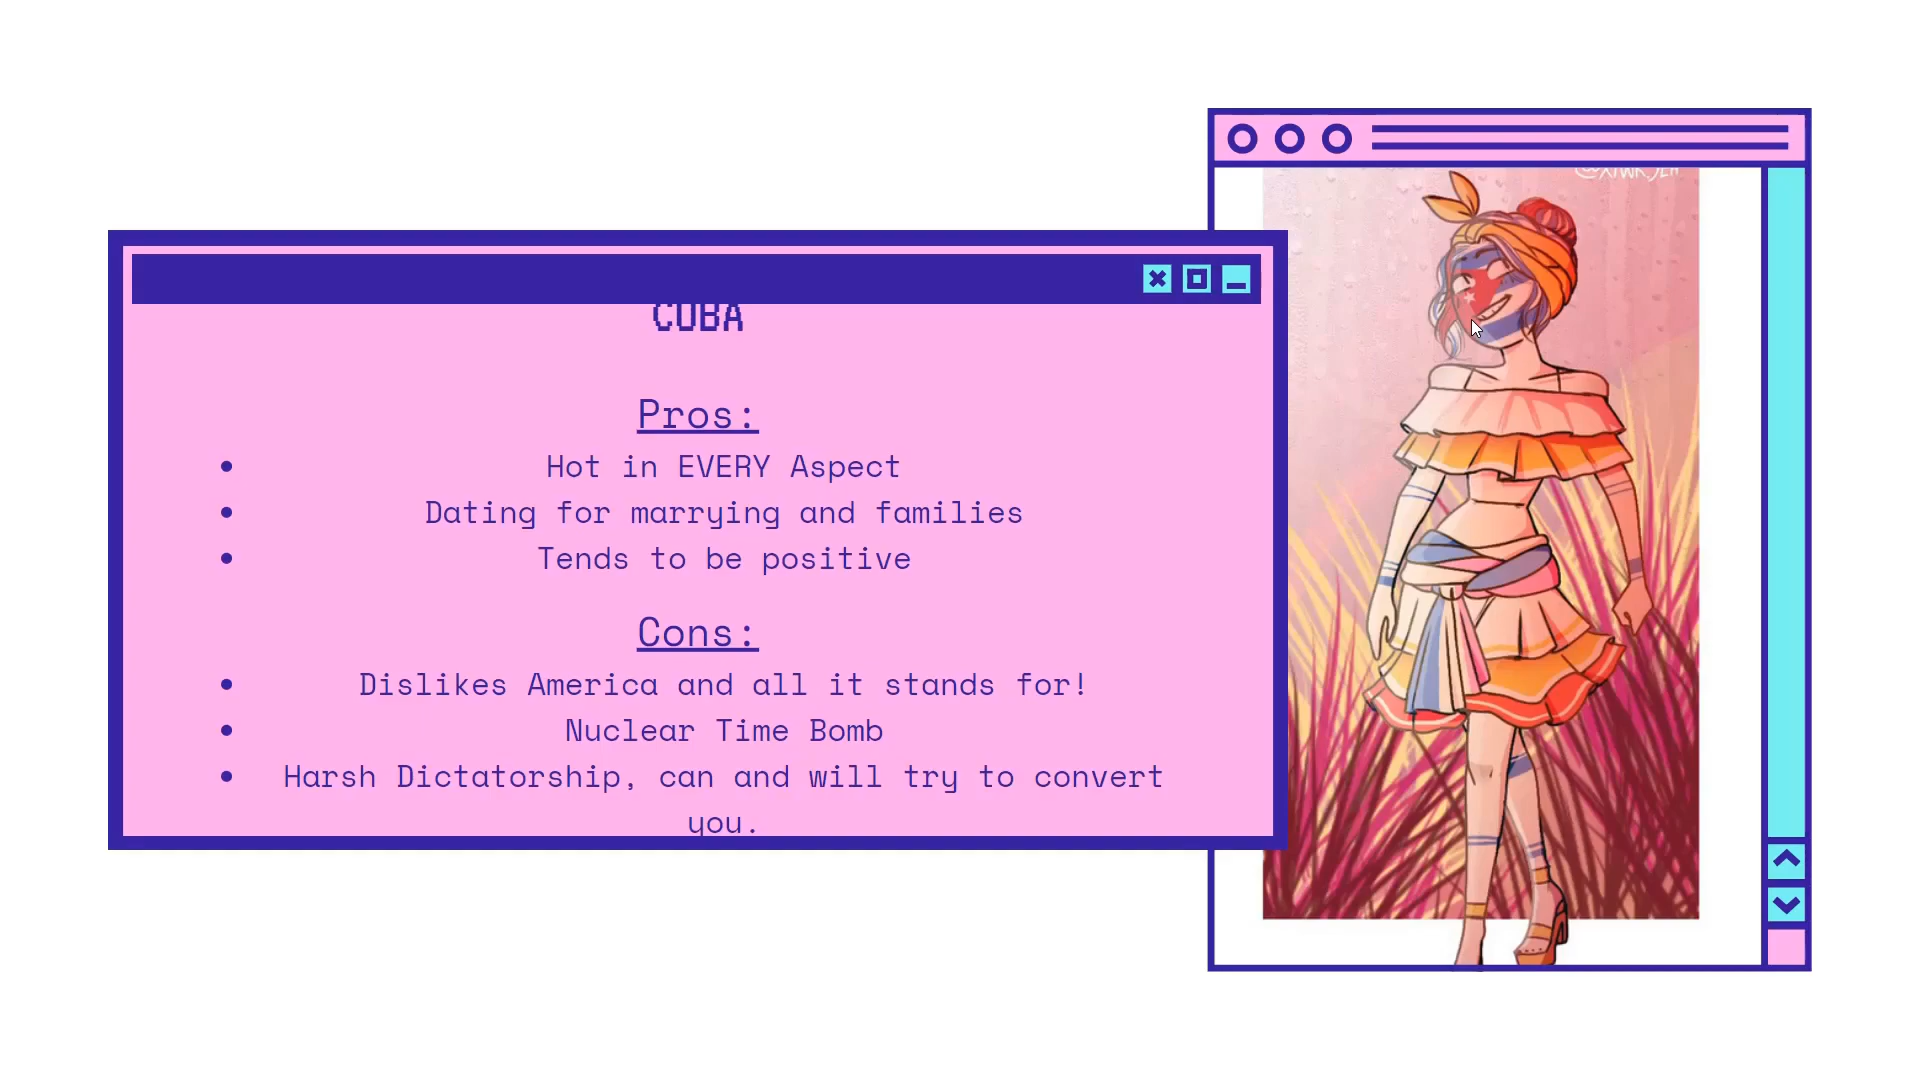 CUBA
Pros:
Hot in EVERY Aspect
Dating for marrying and families
Tends to be positive
Cons:
Dislikes America and all it stands for!
Nuclear Time Bomb
Harsh Dictatorship, can and will try to convert
you.